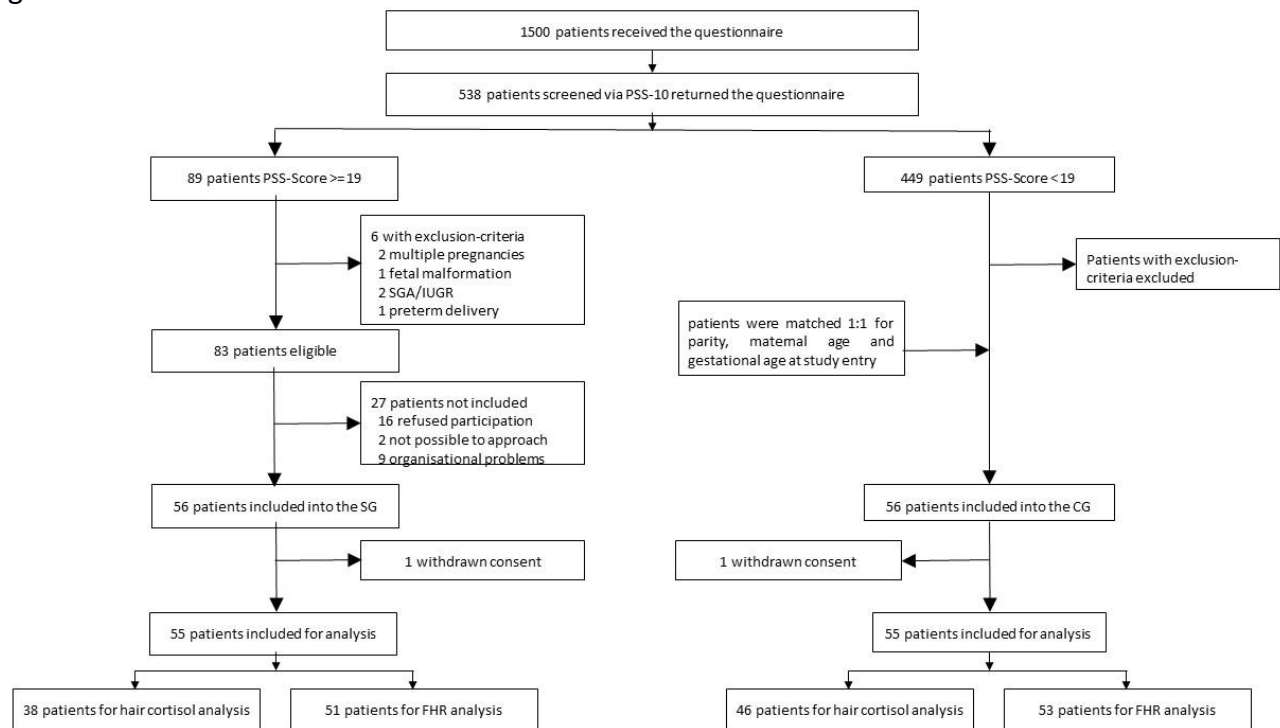 g
1500 patients received the questionnaire
538 patients screened via PSS-10 returned the questionnaire
89 patients PSS-Score >= 19
449 patients PSS-Score < 19
6 with exclusion-criteria
2 multiple pregnancies
1 fetal malformation
2 SGA/IUGR
1 preterm delivery
Patients with exclusion-
criteria excluded
patients were matched 1:1 for
parity, maternal age and
gestational age at study entry
83 patients eligible
27 patients not included
16 refused participation
2 not possible to approach
9 organisational problems
56 patients included into the SG
56 patients included into the CG
1 withdrawn consent
1 withdrawn consent
55 patients included for analysis
55 patients included for analysis
38 patients for hair cortisol analysis
51 patients for FHR analysis
46 patients for hair cortisol analysis
53 patients for FHR analysis